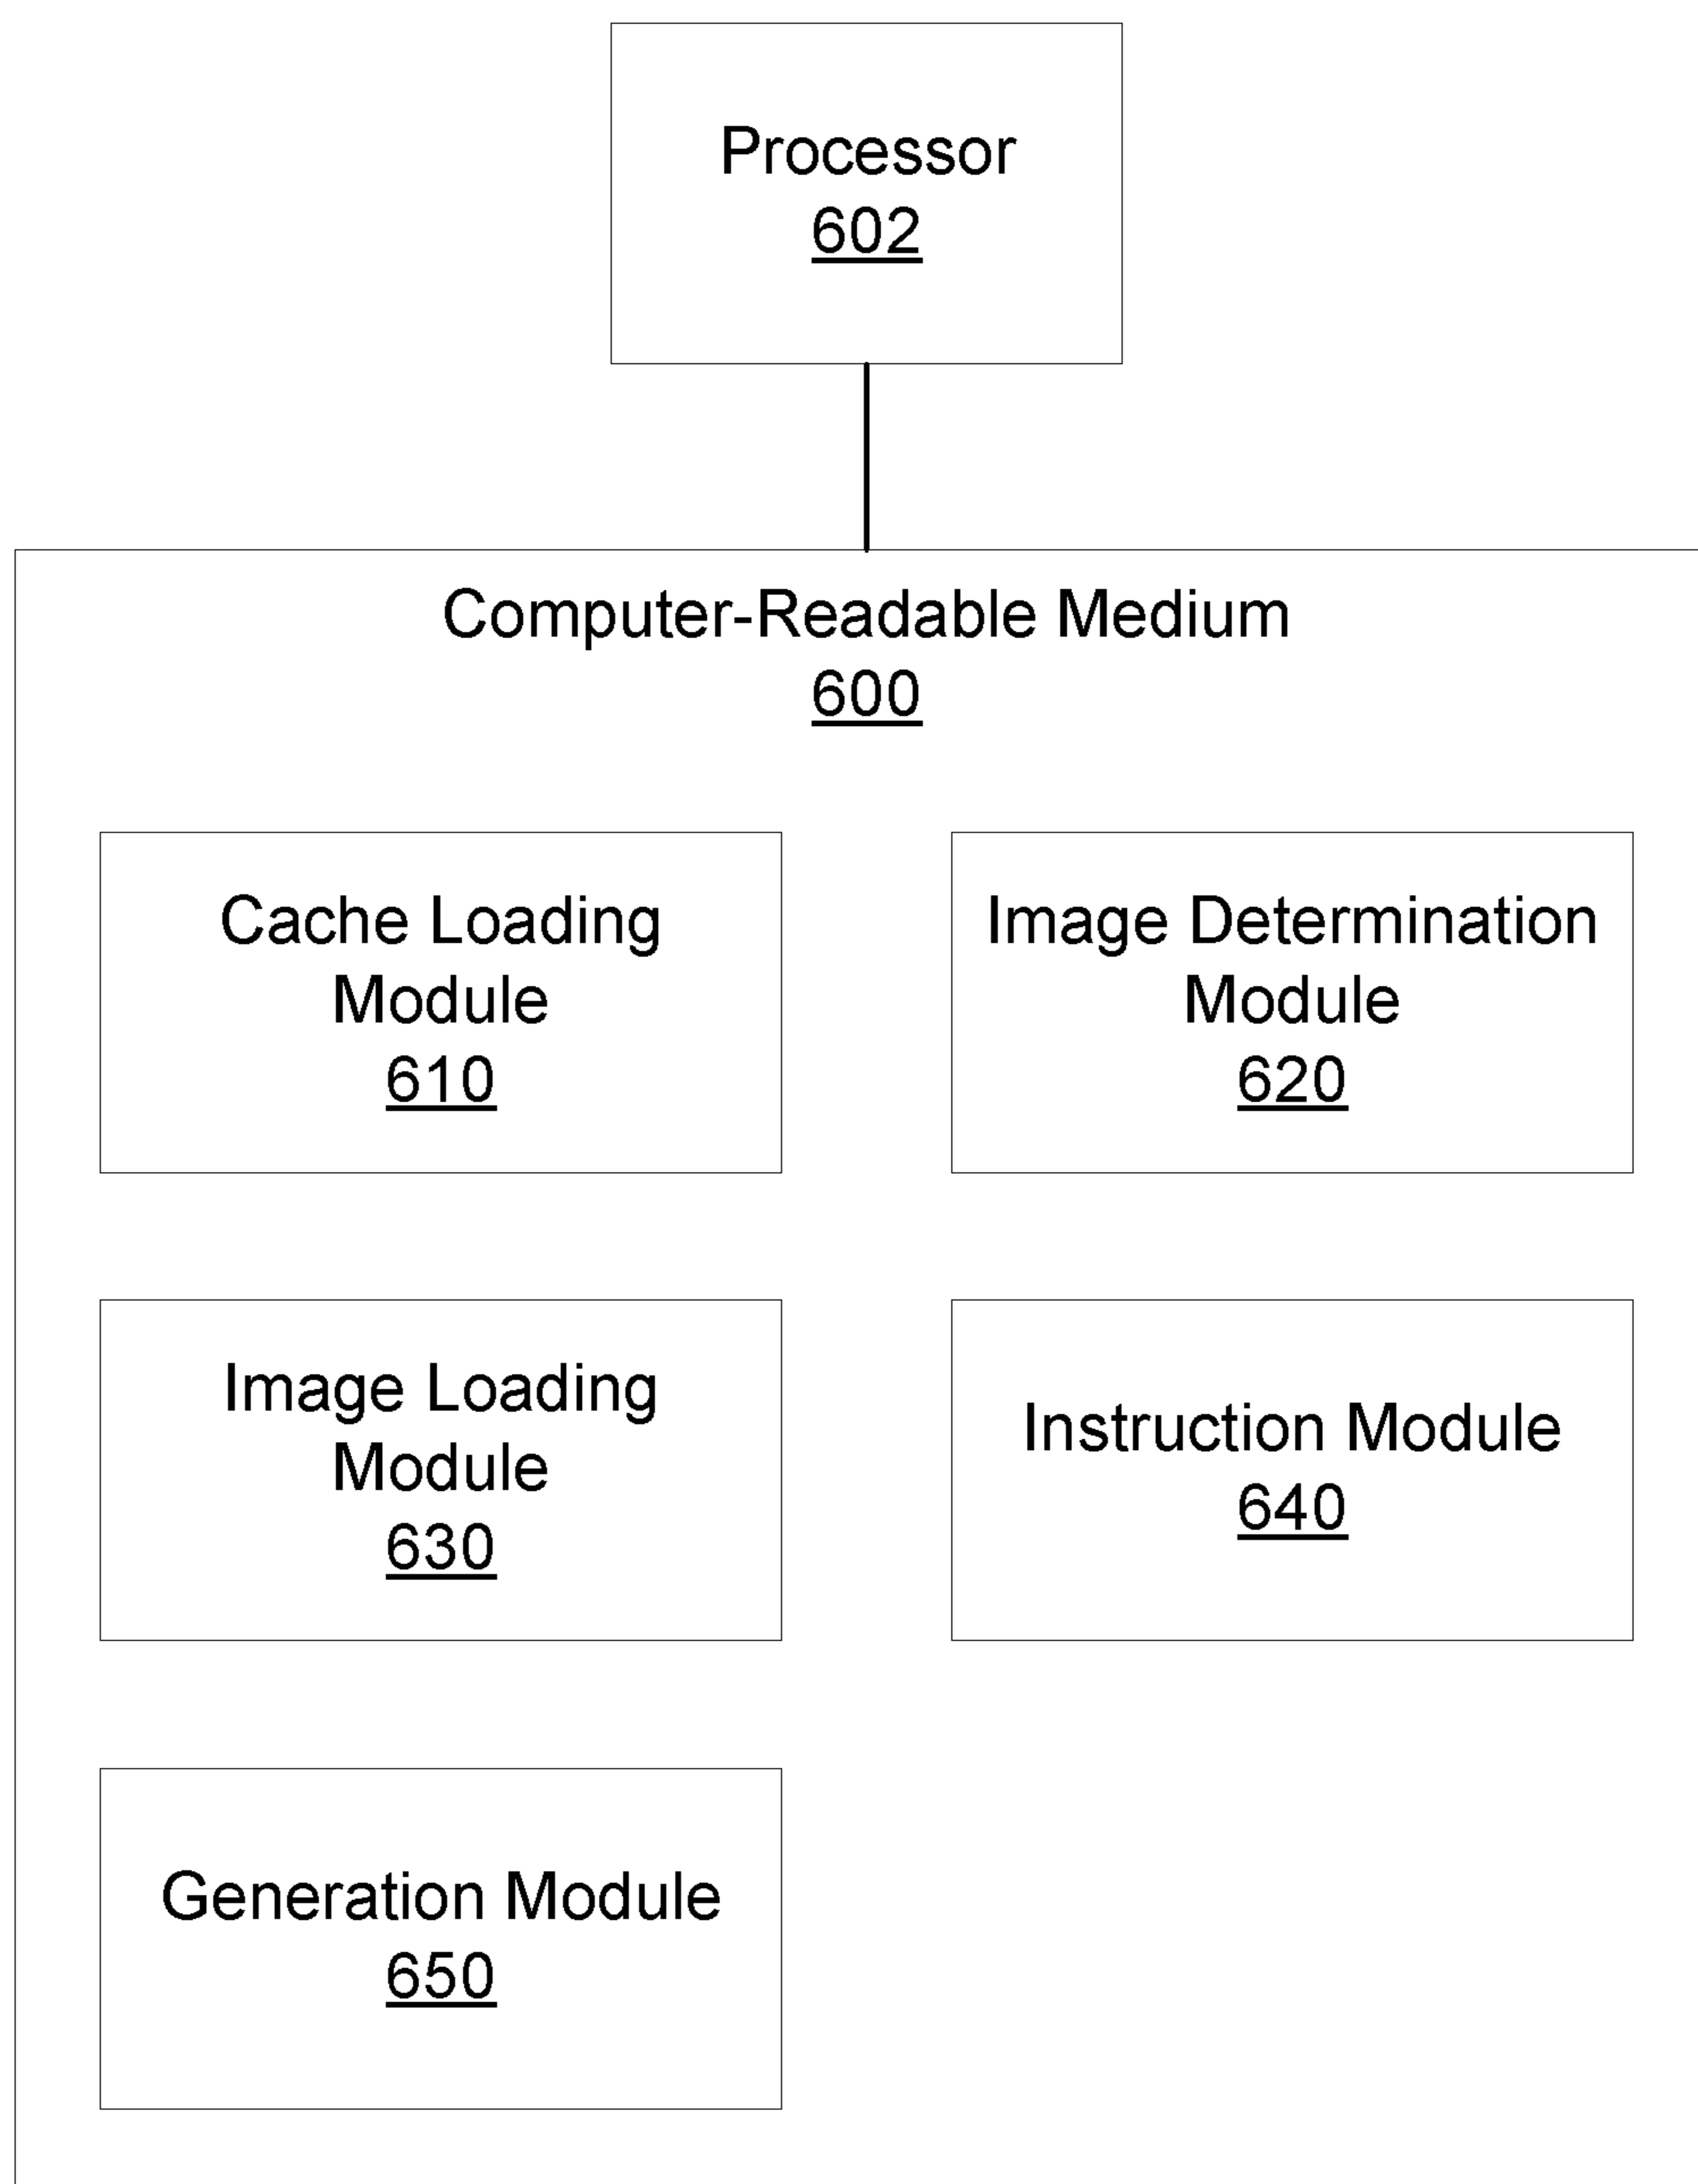 Processor
602
Computer-Readable Medium
600
Cache Loading
Module
610
Image Determination
Module
620
Image Loading
Module
630
Instruction Module
640
Generation Module
650